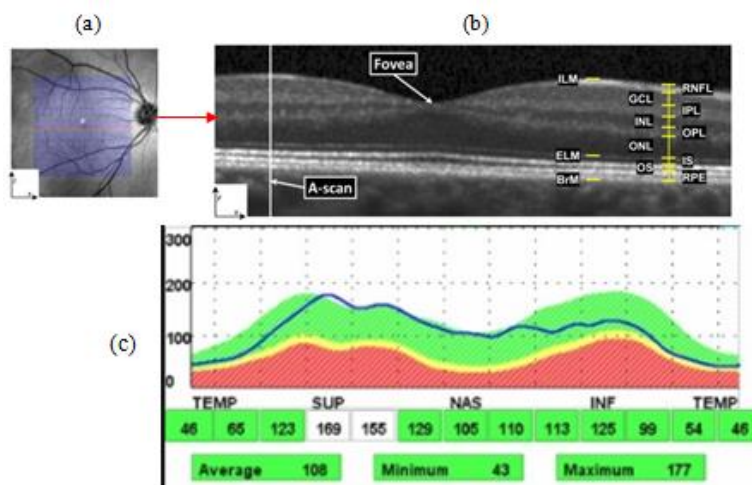 (a)
(b)
Fovea
ILM
RNFL
GCL
IPL
INL
OPL
ONL
ELM
IS
OS
BrM
RPE
A-scan
(c)
300
200
100
0
TEMP SUP NAS INF TEMP
46 65 123 169 155 129 105 110 113 125 99 54 46
Average 108 Minimum 43 Maximum 177